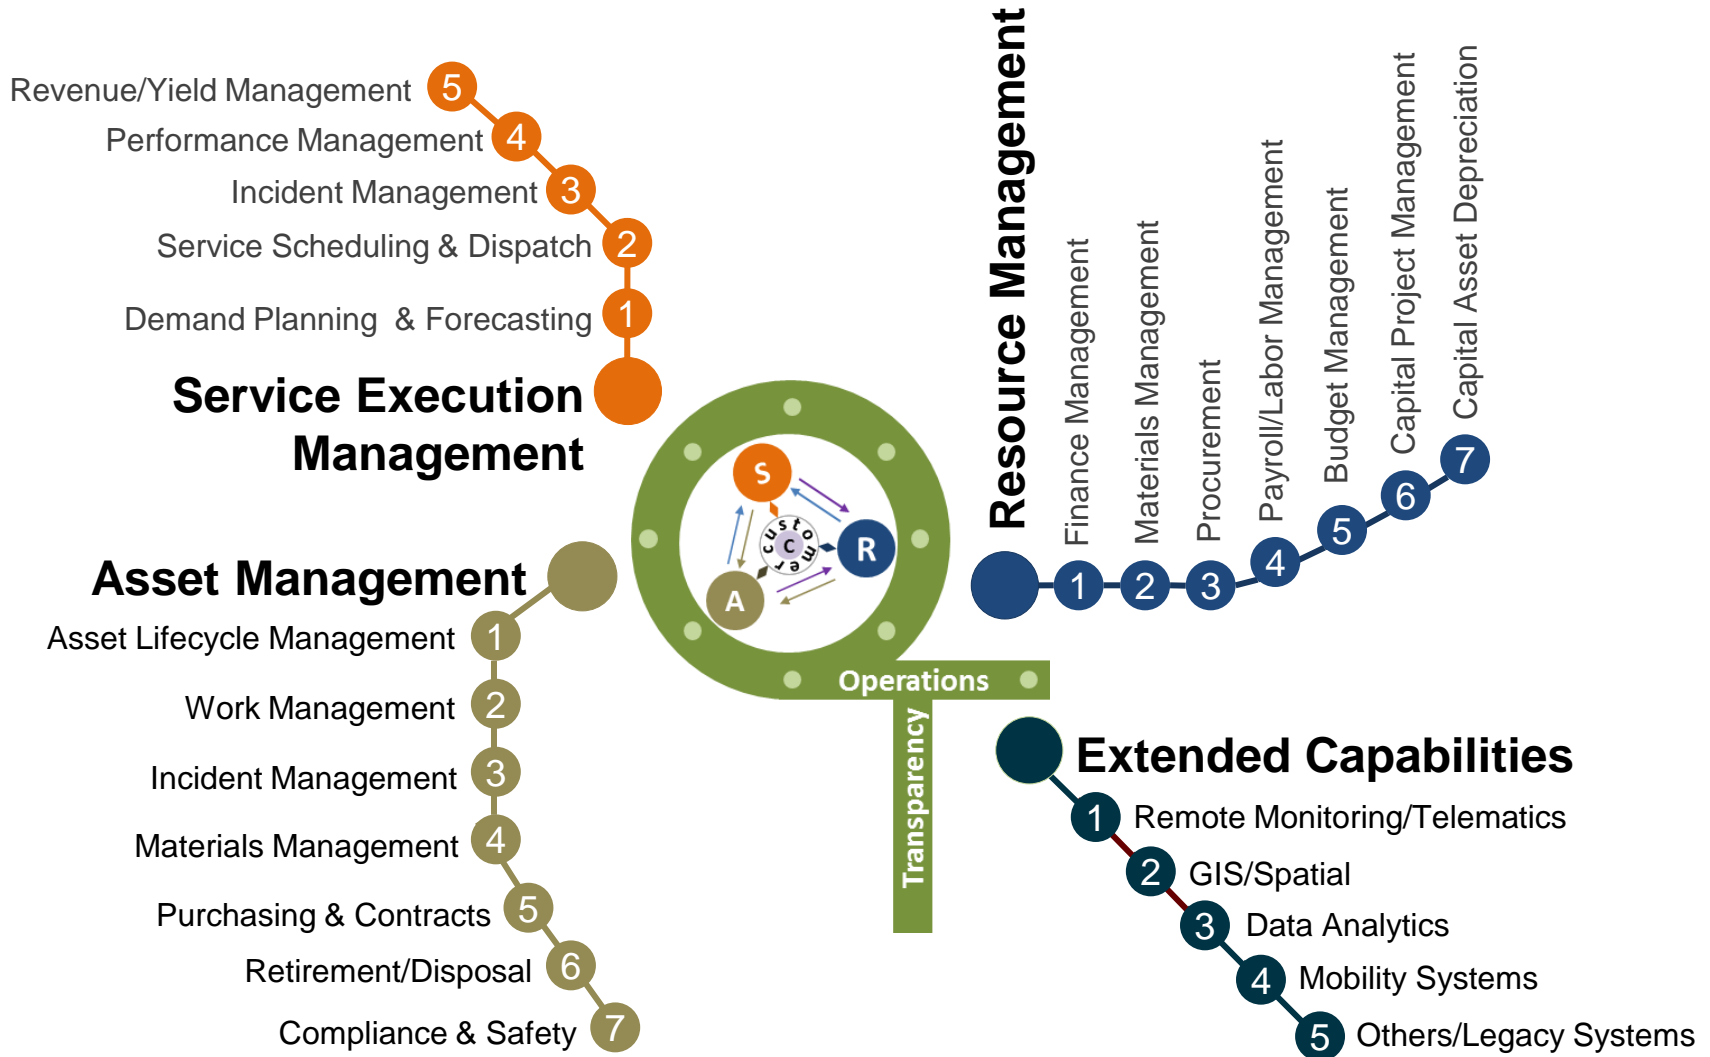 5
Revenue/Yield Management
4
Performance Management
3
Incident Management
2
Service Scheduling & Dispatch
1
Demand Planning & Forecasting
Service Execution
Management
Resource Management
Finance Management
Materials Management
Procurement
Payroll/Labor Management
Budget Management
Capital Project Management
Capital Asset Depreciation
1
2
3
4
5
6
7
S
R
A
C
customer
Operations
Transparency
Asset Management
1
Asset Lifecycle Management
2
Work Management
3
Incident Management
4
Materials Management
5
Purchasing & Contracts
6
Retirement/Disposal
7
Compliance & Safety
Extended Capabilities
1
Remote Monitoring/Telematics
2
GIS/Spatial
3
Data Analytics
4
Mobility Systems
5
Others/Legacy Systems